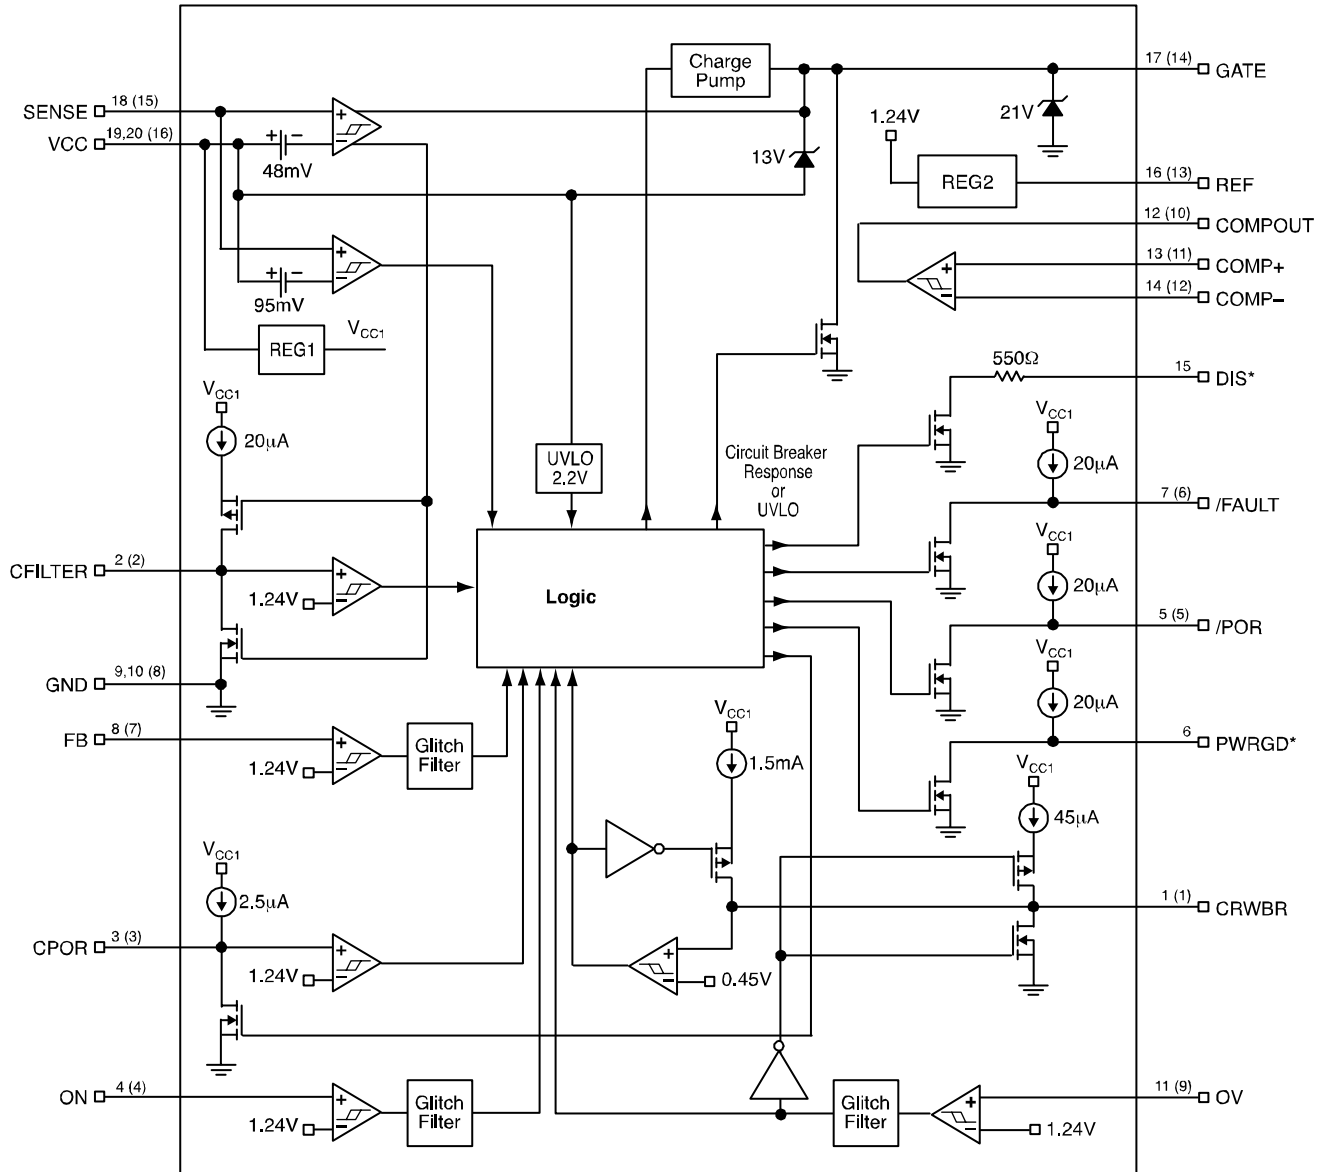 Charge
Pump
17 (14)
GATE
SENSE
18 (15)
19,20 (16)
VCC
+ −
48mV
+
−
21V
1.24V
13V
REG2
16 (13)
REF
12 (10)
COMPOUT
+
−
13 (11)
COMP+
14 (12)
COMP−
+ −
95mV
+
−
REG1
VCC1
550Ω
15
DIS*
VCC1
20µA
VCC1
20µA
UVLO
2.2V
Circuit Breaker
Response
or
UVLO
7 (6)
/FAULT
VCC1
20µA
CFILTER
2 (2)
1.24V
+
−
Logic
5 (5)
/POR
VCC1
20µA
GND
9,10 (8)
FB
8 (7)
1.24V
+
−
Glitch
Filter
VCC1
1.5mA
6
PWRGD*
VCC1
45µA
VCC1
2.5µA
1 (1)
CRWBR
CPOR
3 (3)
1.24V
+
−
+
−
0.45V
ON
4 (4)
1.24V
+
−
Glitch
Filter
Glitch
Filter
+
−
1.24V
11 (9)
OV